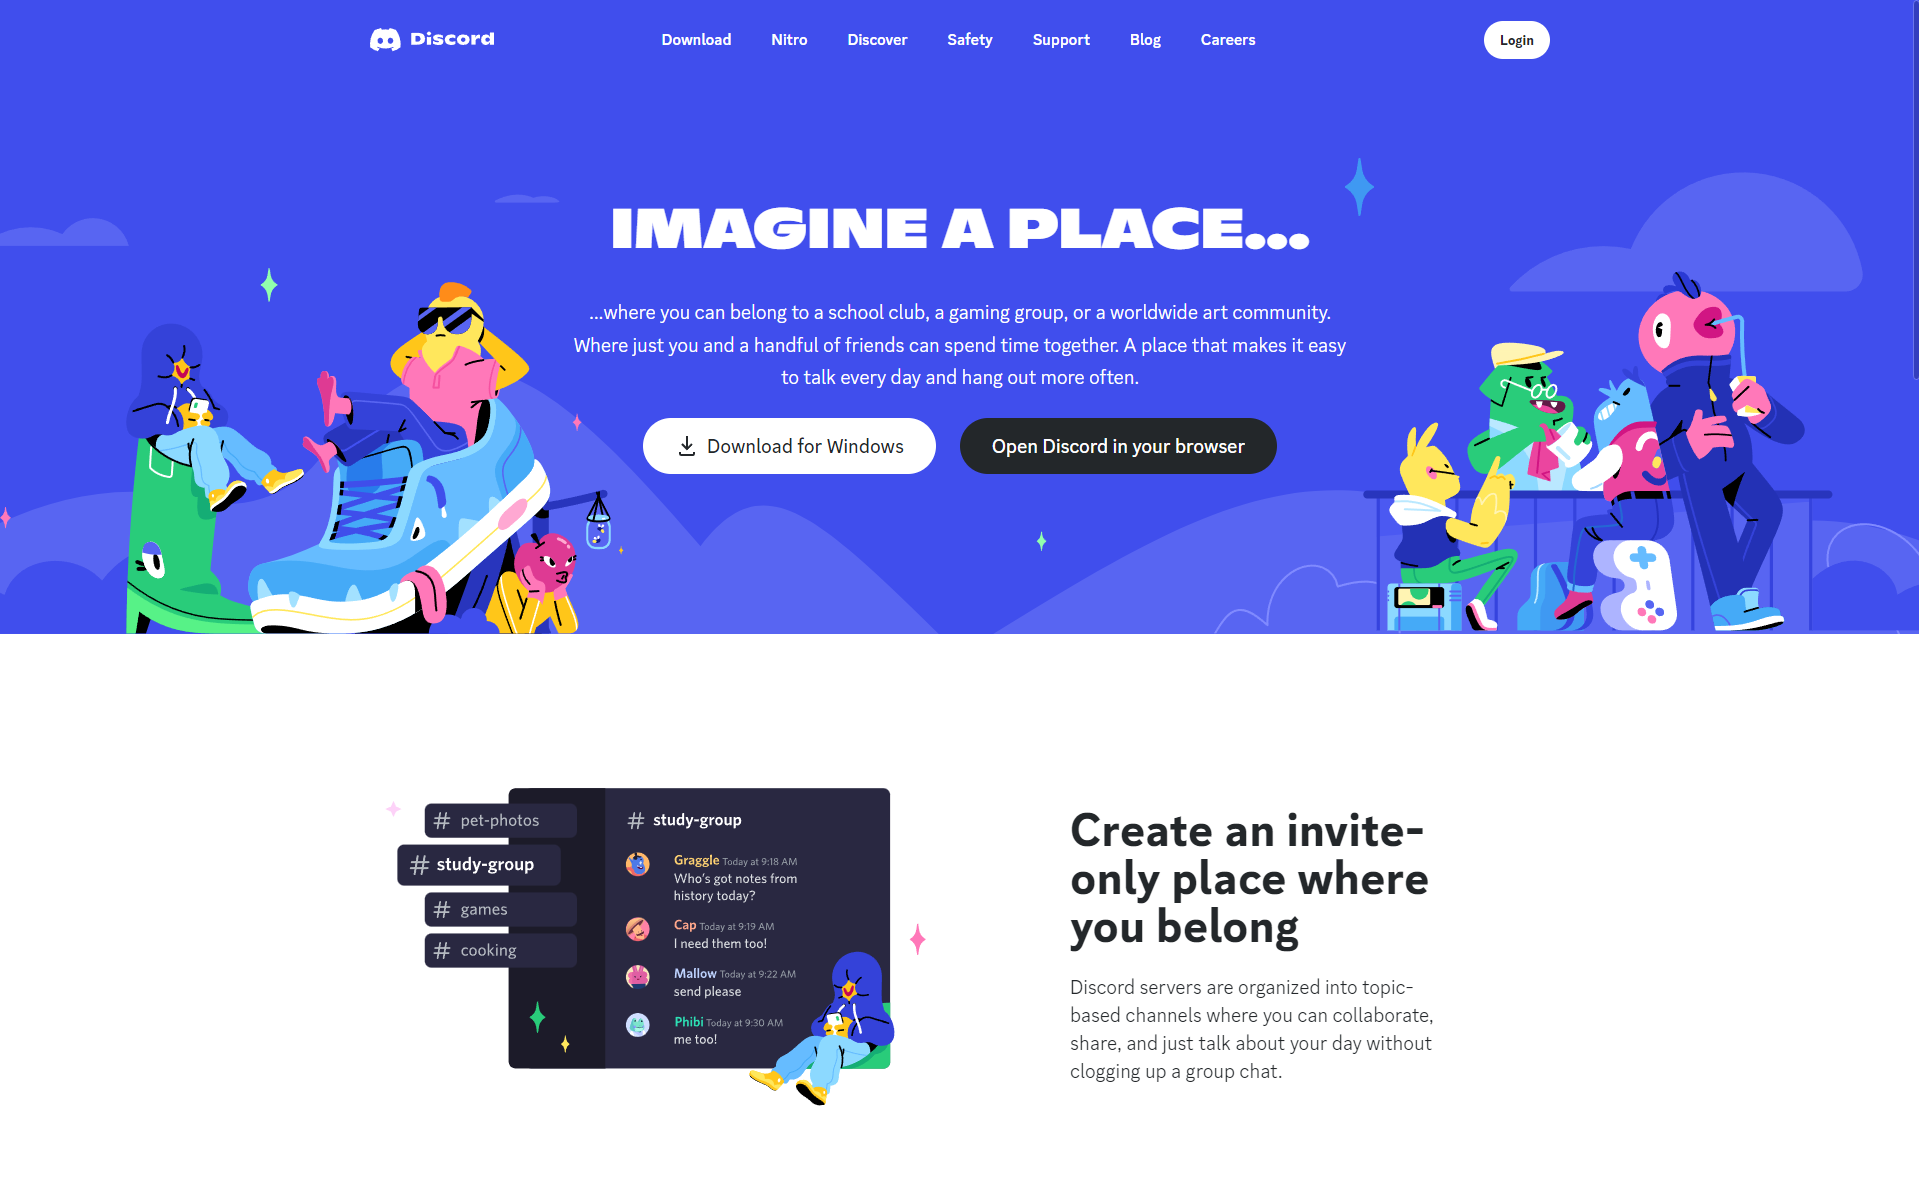 Discord
Download
Nitro
Discover
Safety
Support
Blog
Careers
Login
IMAGINE A PLACE...
...where you can belong to a school club, a gaming group, or a worldwide art community.
Where just you and a handful of friends can spend time together. A place that makes it easy
to talk every day and hang out more often.
Download for Windows
Open Discord in your browser
# pet-photos
# study-group
# games
# cooking
# study-group
Graggle Today at 9:18 AM
Who's got notes from
history today?
Cap Today at 9:19 AM
I need them too!
Mallow Today at 9:22 AM
send please
Phibi Today at 9:30 AM
me too!
Create an invite-
only place where
you belong
Discord servers are organized into topic-
based channels where you can collaborate,
share, and just talk about your day without
clogging up a group chat.